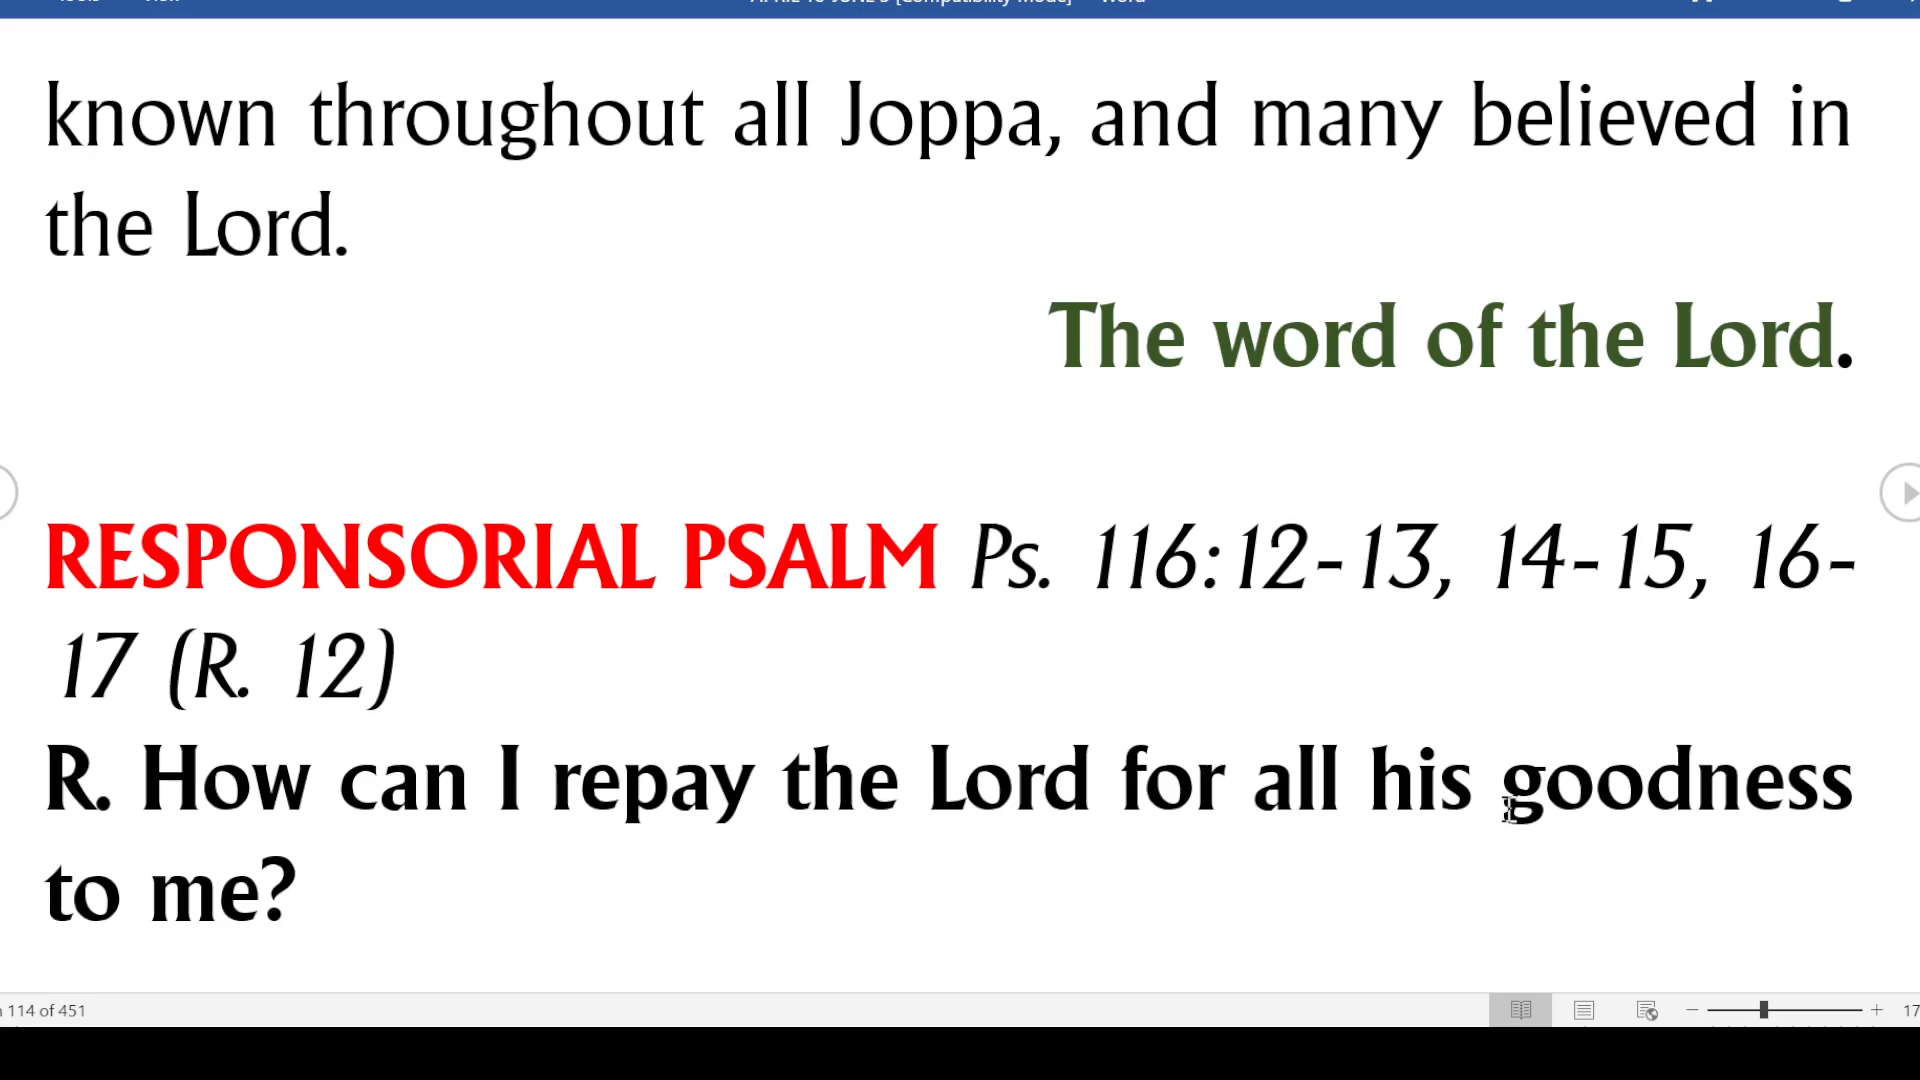 known throughout all Joppa, and many believed in
the Lord.
The word of the Lord.
RESPONSORIAL PSALM Ps. 116:12-13, 14-15, 16-
17 (R. 12)
R. How can I repay the Lord for all his goodness
to me?
114 of 451
17